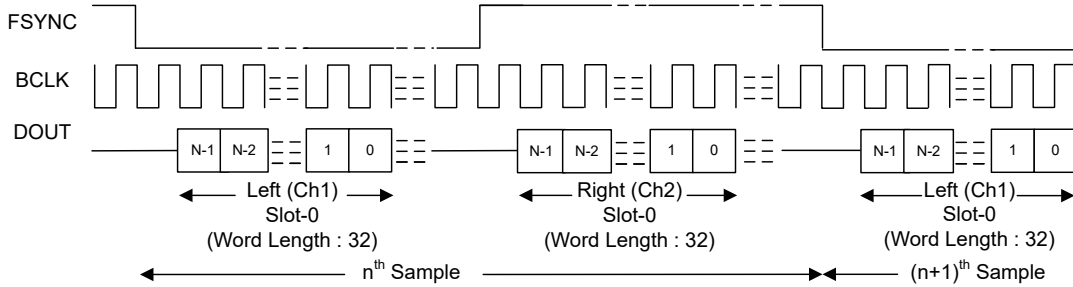 FSYNC
BCLK
DOUT
N-1 N-2 1 0 N-1 N-2 1 0 N-1 N-2 1 0
Left (Ch1) Right (Ch2) Left (Ch1)
Slot-0 Slot-0 Slot-0
(Word Length : 32) (Word Length : 32) (Word Length : 32)
nth Sample (n+1)th Sample